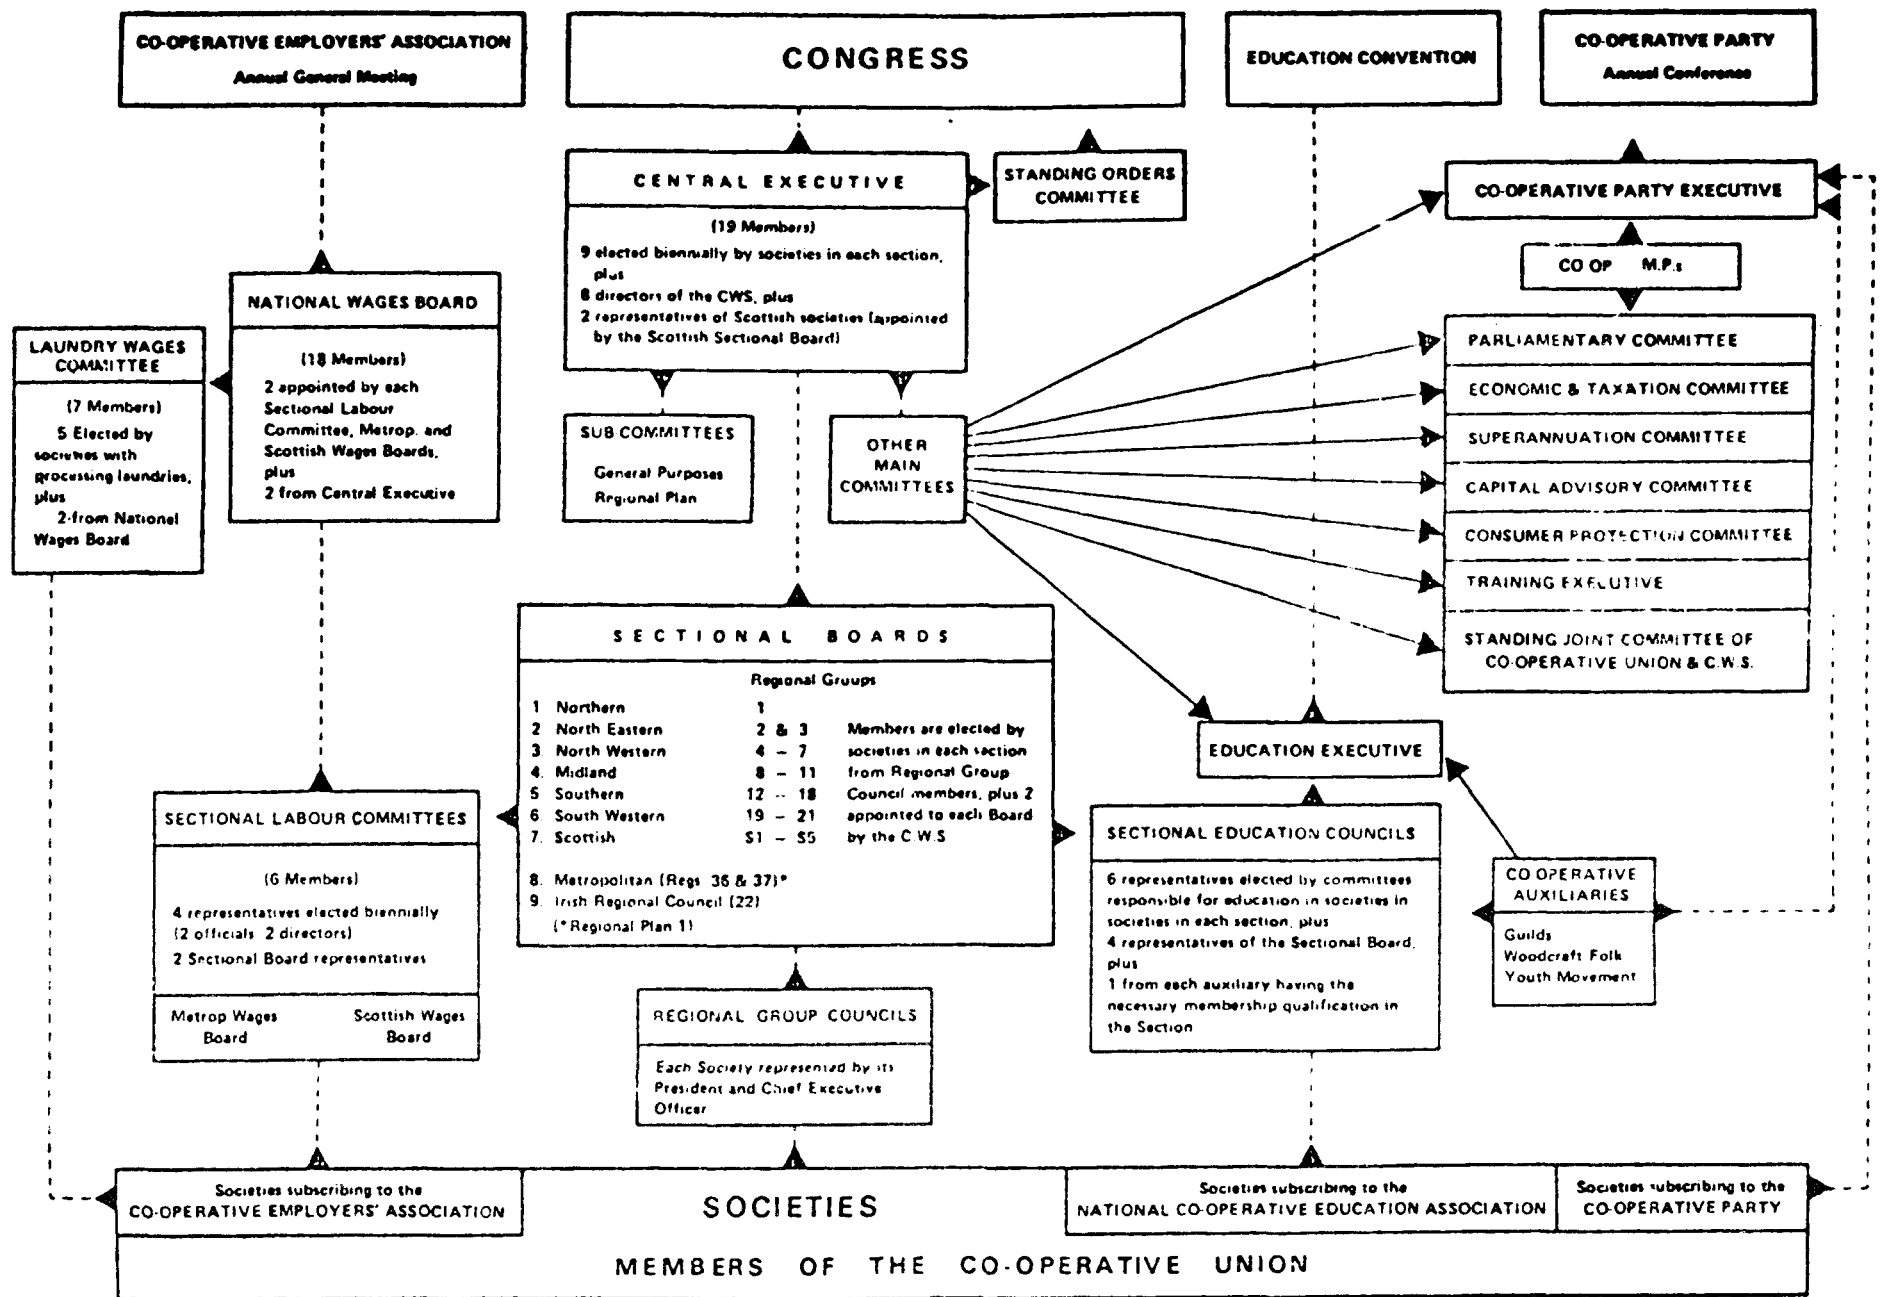 CO-OPERATIVE EMPLOYERS' ASSOCIATION
Annual General Meeting
CONGRESS
EDUCATION CONVENTION
CO-OPERATIVE PARTY
Annual Conference
CENTRAL EXECUTIVE
(19 Members)
9 elected biennially by societies in each section,
plus
8 directors of the CWS, plus
2 representatives of Scottish societies (appointed
by the Scottish Sectional Board)
STANDING ORDERS
COMMITTEE
CO-OPERATIVE PARTY EXECUTIVE
CO OP M.P.s
NATIONAL WAGES BOARD
(18 Members)
2 appointed by each
Sectional Labour
Committee, Metrop. and
Scottish Wages Boards,
plus
2 from Central Executive
LAUNDRY WAGES
COMMITTEE
(7 Members)
5 Elected by
societies with
processing laundries,
plus
2-from National
Wages Board
SUB COMMITTEES
General Purposes
Regional Plan
OTHER
MAIN
COMMITTEES
PARLIAMENTARY COMMITTEE
ECONOMIC & TAXATION COMMITTEE
SUPERANNUATION COMMITTEE
CAPITAL ADVISORY COMMITTEE
CONSUMER PROTECTION COMMITTEE
TRAINING EXECUTIVE
STANDING JOINT COMMITTEE OF
CO-OPERATIVE UNION & C.W.S.
SECTIONAL BOARDS
Regional Groups
1 Northern 1
2 North Eastern 2 & 3 Members are elected by
3 North Western 4 – 7 societies in each section
4. Midland 8 – 11 from Regional Group
5 Southern 12 – 18 Council members, plus 2
6. South Western 19 – 21 appointed to each Board
7. Scottish S1 – S5 by the C.W.S
8. Metropolitan (Regs 36 & 37)*
9. Irish Regional Council (22)
(*Regional Plan 1)
EDUCATION EXECUTIVE
SECTIONAL LABOUR COMMITTEES
(6 Members)
4 representatives elected biennially
(2 officials 2 directors)
2 Sectional Board representatives
Metrop Wages
Board
Scottish Wages
Board
SECTIONAL EDUCATION COUNCILS
6 representatives elected by committees
responsible for education in societies in
societies in each section, plus
4 representatives of the Sectional Board,
plus
1 from each auxiliary having the
necessary membership qualification in
the Section
CO OPERATIVE
AUXILIARIES
Guilds
Woodcraft Folk
Youth Movement
REGIONAL GROUP COUNCILS
Each Society represented by its
President and Chief Executive
Officer
Societies subscribing to the
CO-OPERATIVE EMPLOYERS' ASSOCIATION
SOCIETIES
Societies subscribing to the
NATIONAL CO-OPERATIVE EDUCATION ASSOCIATION
Societies subscribing to the
CO-OPERATIVE PARTY
MEMBERS OF THE CO-OPERATIVE UNION